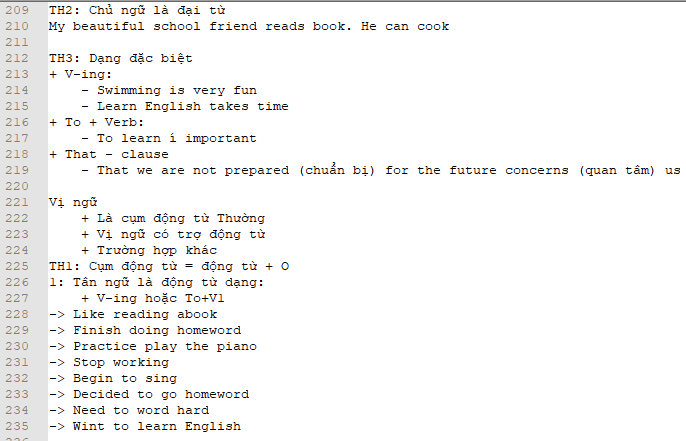 209 TH2: Chủ ngữ là đại từ
210 My beautiful school friend reads book. He can cook
211
212 TH3: Dạng đặc biệt
213 + V-ing:
214 - Swimming is very fun
215 - Learn English takes time
216 + To + Verb:
217 - To learn í important
218 + That - clause
219 - That we are not prepared (chuẩn bị) for the future concerns (quan tâm) us
220
221 Vị ngữ
222 + Là cụm động từ Thường
223 + Vị ngữ có trợ động từ
224 + Trường hợp khác
225 TH1: Cụm động từ = động từ + O
226 1: Tân ngữ là động từ dạng:
227 + V-ing hoặc To+V1
228 -> Like reading abook
229 -> Finish doing homeword
230 -> Practice play the piano
231 -> Stop working
232 -> Begin to sing
233 -> Decided to go homeword
234 -> Need to word hard
235 -> Wint to learn English